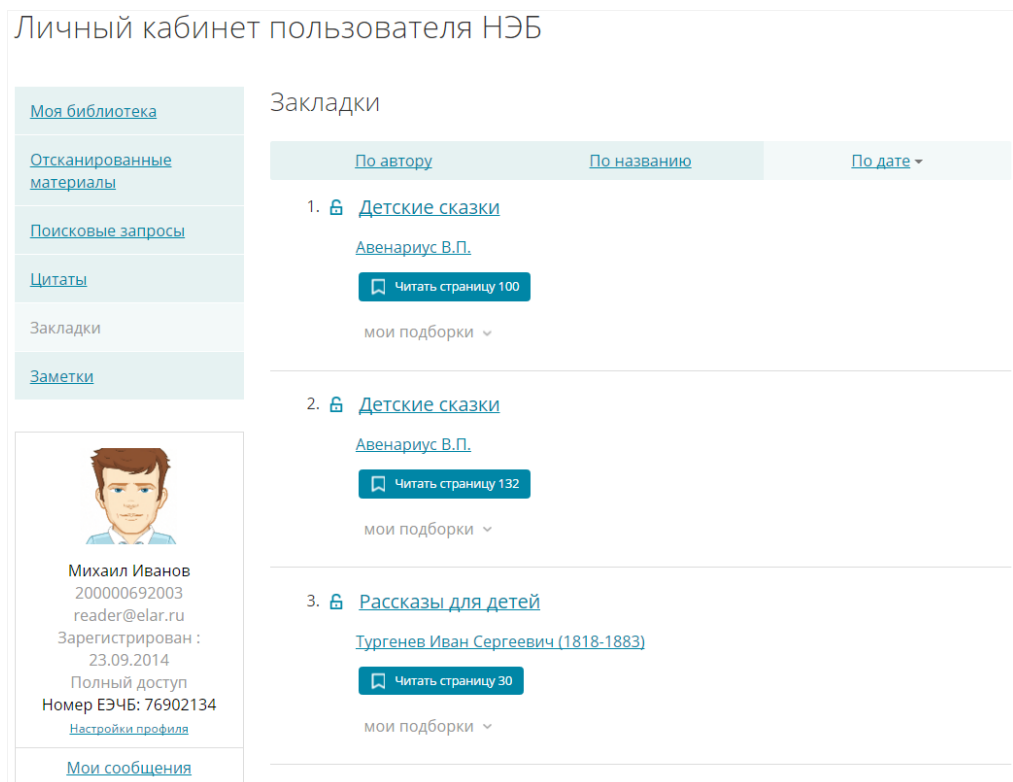 Личный кабинет пользователя НЭБ
Моя библиотека
Отсканированные
материалы
Поисковые запросы
Цитаты
Закладки
Заметки
Михаил Иванов
200000692003
reader@elar.ru
Зарегистрирован :
23.09.2014
Полный доступ
Номер ЕЭЧБ: 76902134
Настройки профиля
Мои сообщения
Закладки
По автору По названию По дате
1. Детские сказки
Авенариус В.П.
Читать страницу 100
мои подборки
2. Детские сказки
Авенариус В.П.
Читать страницу 132
мои подборки
3. Рассказы для детей
Тургенев Иван Сергеевич (1818-1883)
Читать страницу 30
мои подборки